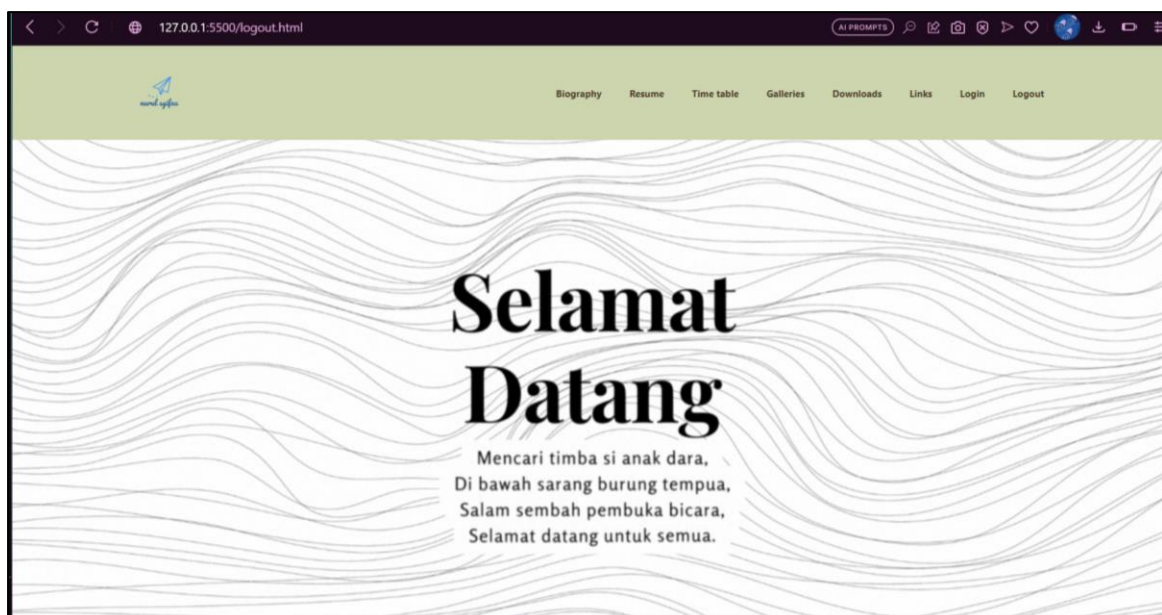 127.0.0.1:5500/logout.html
AI PROMPTS
Biography Resume Time table Galleries Downloads Links Login Logout
Selamat
Datang
Mencari timba si anak dara,
Di bawah sarang burung tempua,
Salam sembah pembuka bicara,
Selamat datang untuk semua.